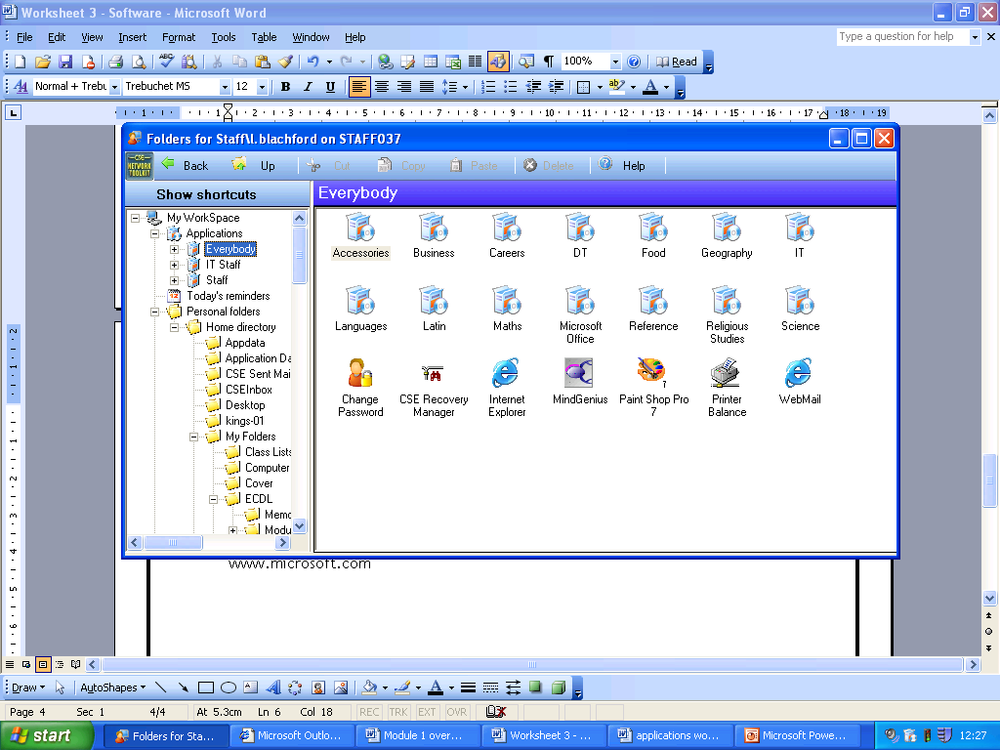 Worksheet 3 - Software - Microsoft Word
File Edit View Insert Format Tools Table Window Help
Type a question for help
100% Read
Normal + Trebu Trebuchet MS 12 B I U
Folders for Staff\l.blachford on STAFF037
CSE NETWORK TOOLKIT
Back Up Cut Copy Paste Delete Help
Show shortcuts
Everybody
My WorkSpace
Applications
Everybody
IT Staff
Staff
Today's reminders
Personal folders
Home directory
Appdata
Application Da
CSE Sent Mai
CSEInbox
Desktop
kings-01
My Folders
Class Lists
Computer
Cover
ECDL
Memo
Modu
Accessories Business Careers DT Food Geography IT
Languages Latin Maths Microsoft Office Reference Religious Studies Science
Change Password CSE Recovery Manager Internet Explorer MindGenius Paint Shop Pro 7 Printer Balance WebMail
www.microsoft.com
Draw AutoShapes
Page 4 Sec 1 4/4 At 5.3cm Ln 6 Col 18 REC TRK EXT OVR
start Folders for Sta... Microsoft Outlo... Module 1 over... Worksheet 3 - ... applications wo... Microsoft Powe... 12:27